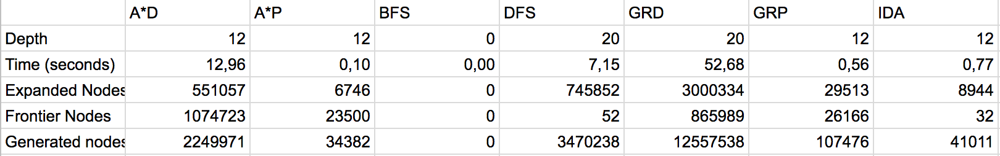 A*D A*P BFS DFS GRD GRP IDA
Depth 12 12 0 20 20 12 12
Time (seconds) 12,96 0,10 0,00 7,15 52,68 0,56 0,77
Expanded Nodes 551057 6746 0 745852 3000334 29513 8944
Frontier Nodes 1074723 23500 0 52 865989 26166 32
Generated nodes 2249971 34382 0 3470238 12557538 107476 41011